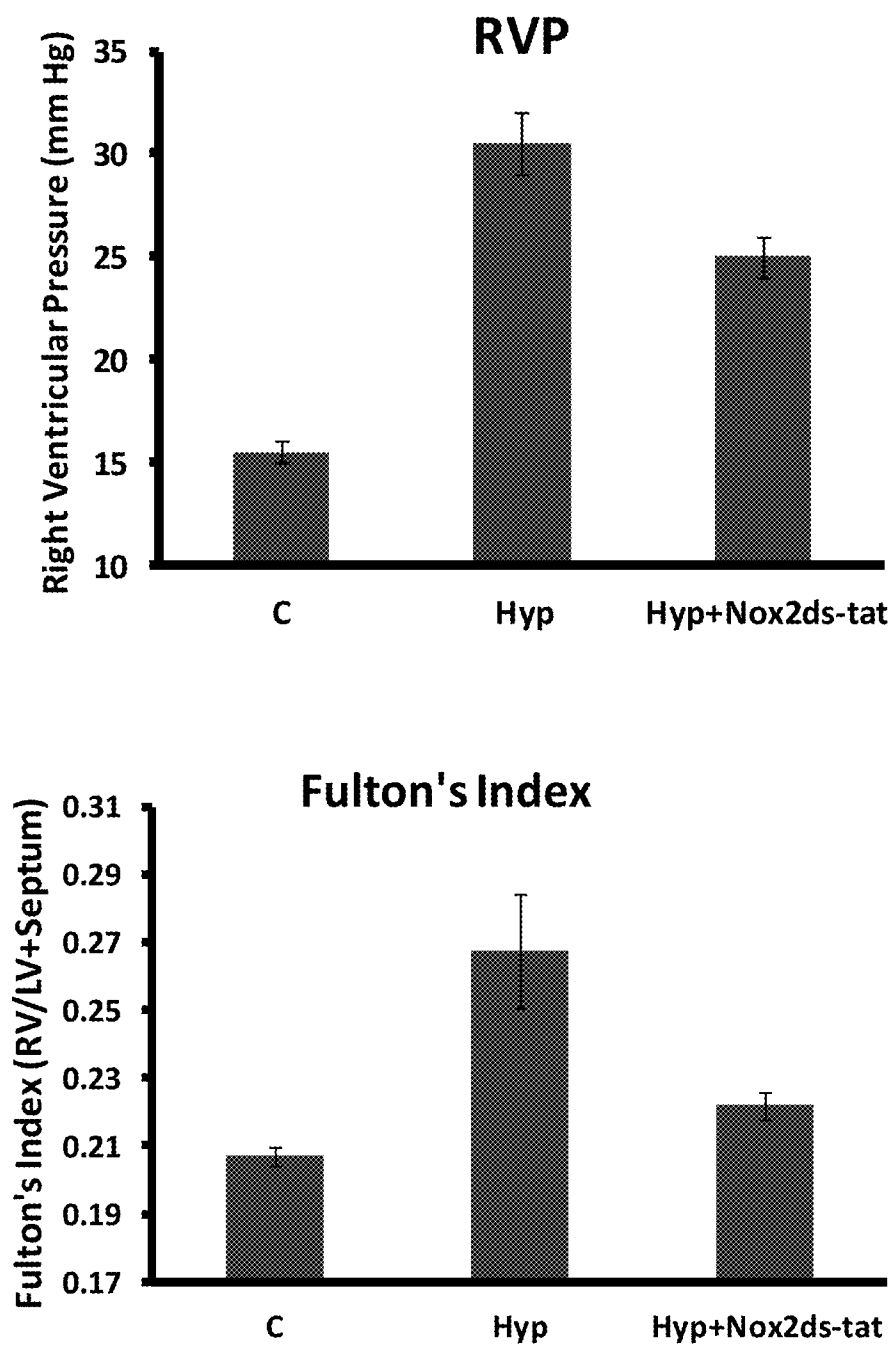 RVP
Right Ventricular Pressure (mm Hg)
35
30
25
20
15
10
C Hyp Hyp+Nox2ds-tat
Fulton's Index
Fulton's Index (RV/LV+Septum)
0.31
0.29
0.27
0.25
0.23
0.21
0.19
0.17
C Hyp Hyp+Nox2ds-tat